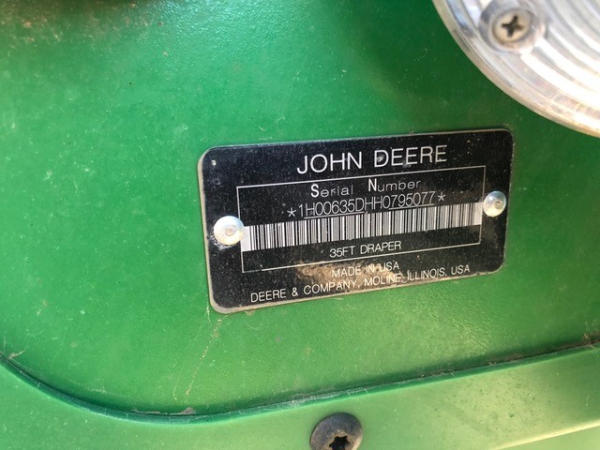 JOHN DEERE
Serial Number
*1H00635DHH0795077*
35FT DRAPER
MADE IN USA
DEERE & COMPANY, MOLINE, ILLINOIS, USA